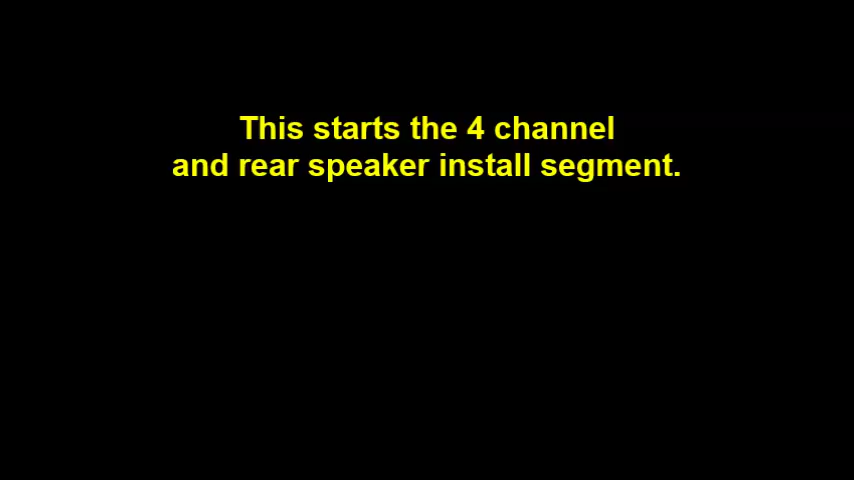 This starts the 4 channel
and rear speaker install segment.